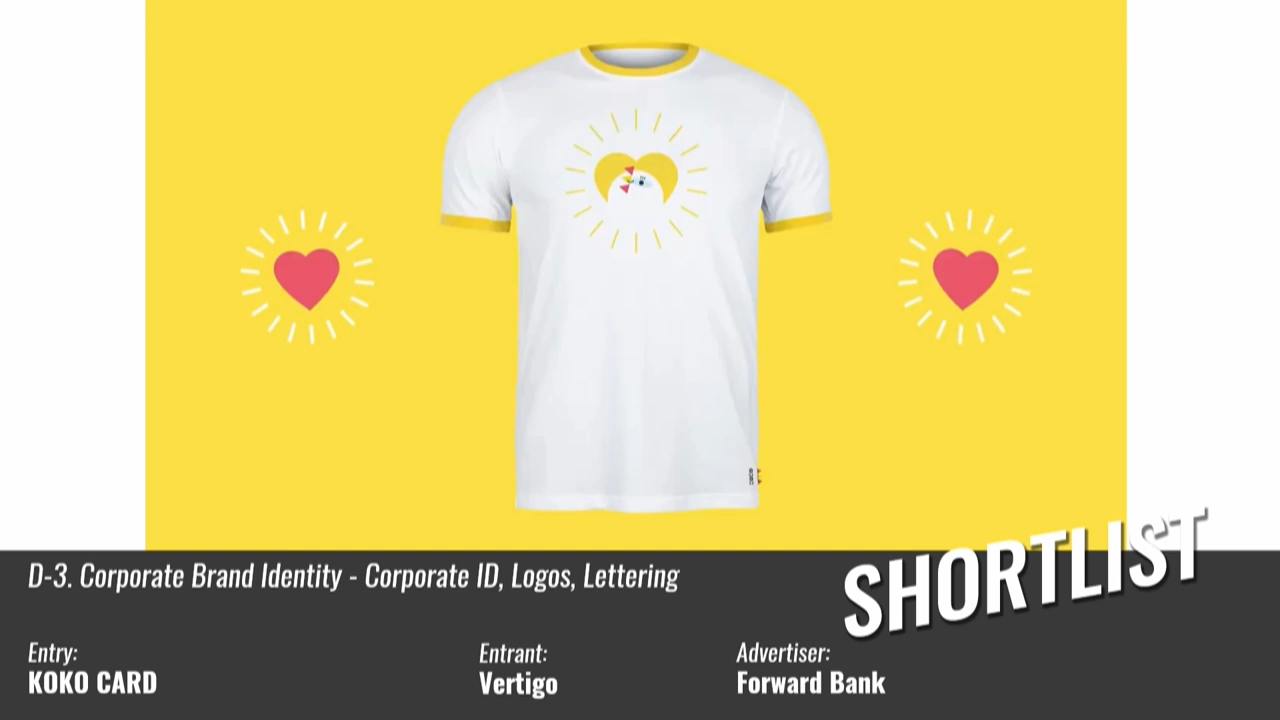 SHORTLIST
D-3. Corporate Brand Identity - Corporate ID, Logos, Lettering
Entry:
KOKO CARD
Entrant:
Vertigo
Advertiser:
Forward Bank